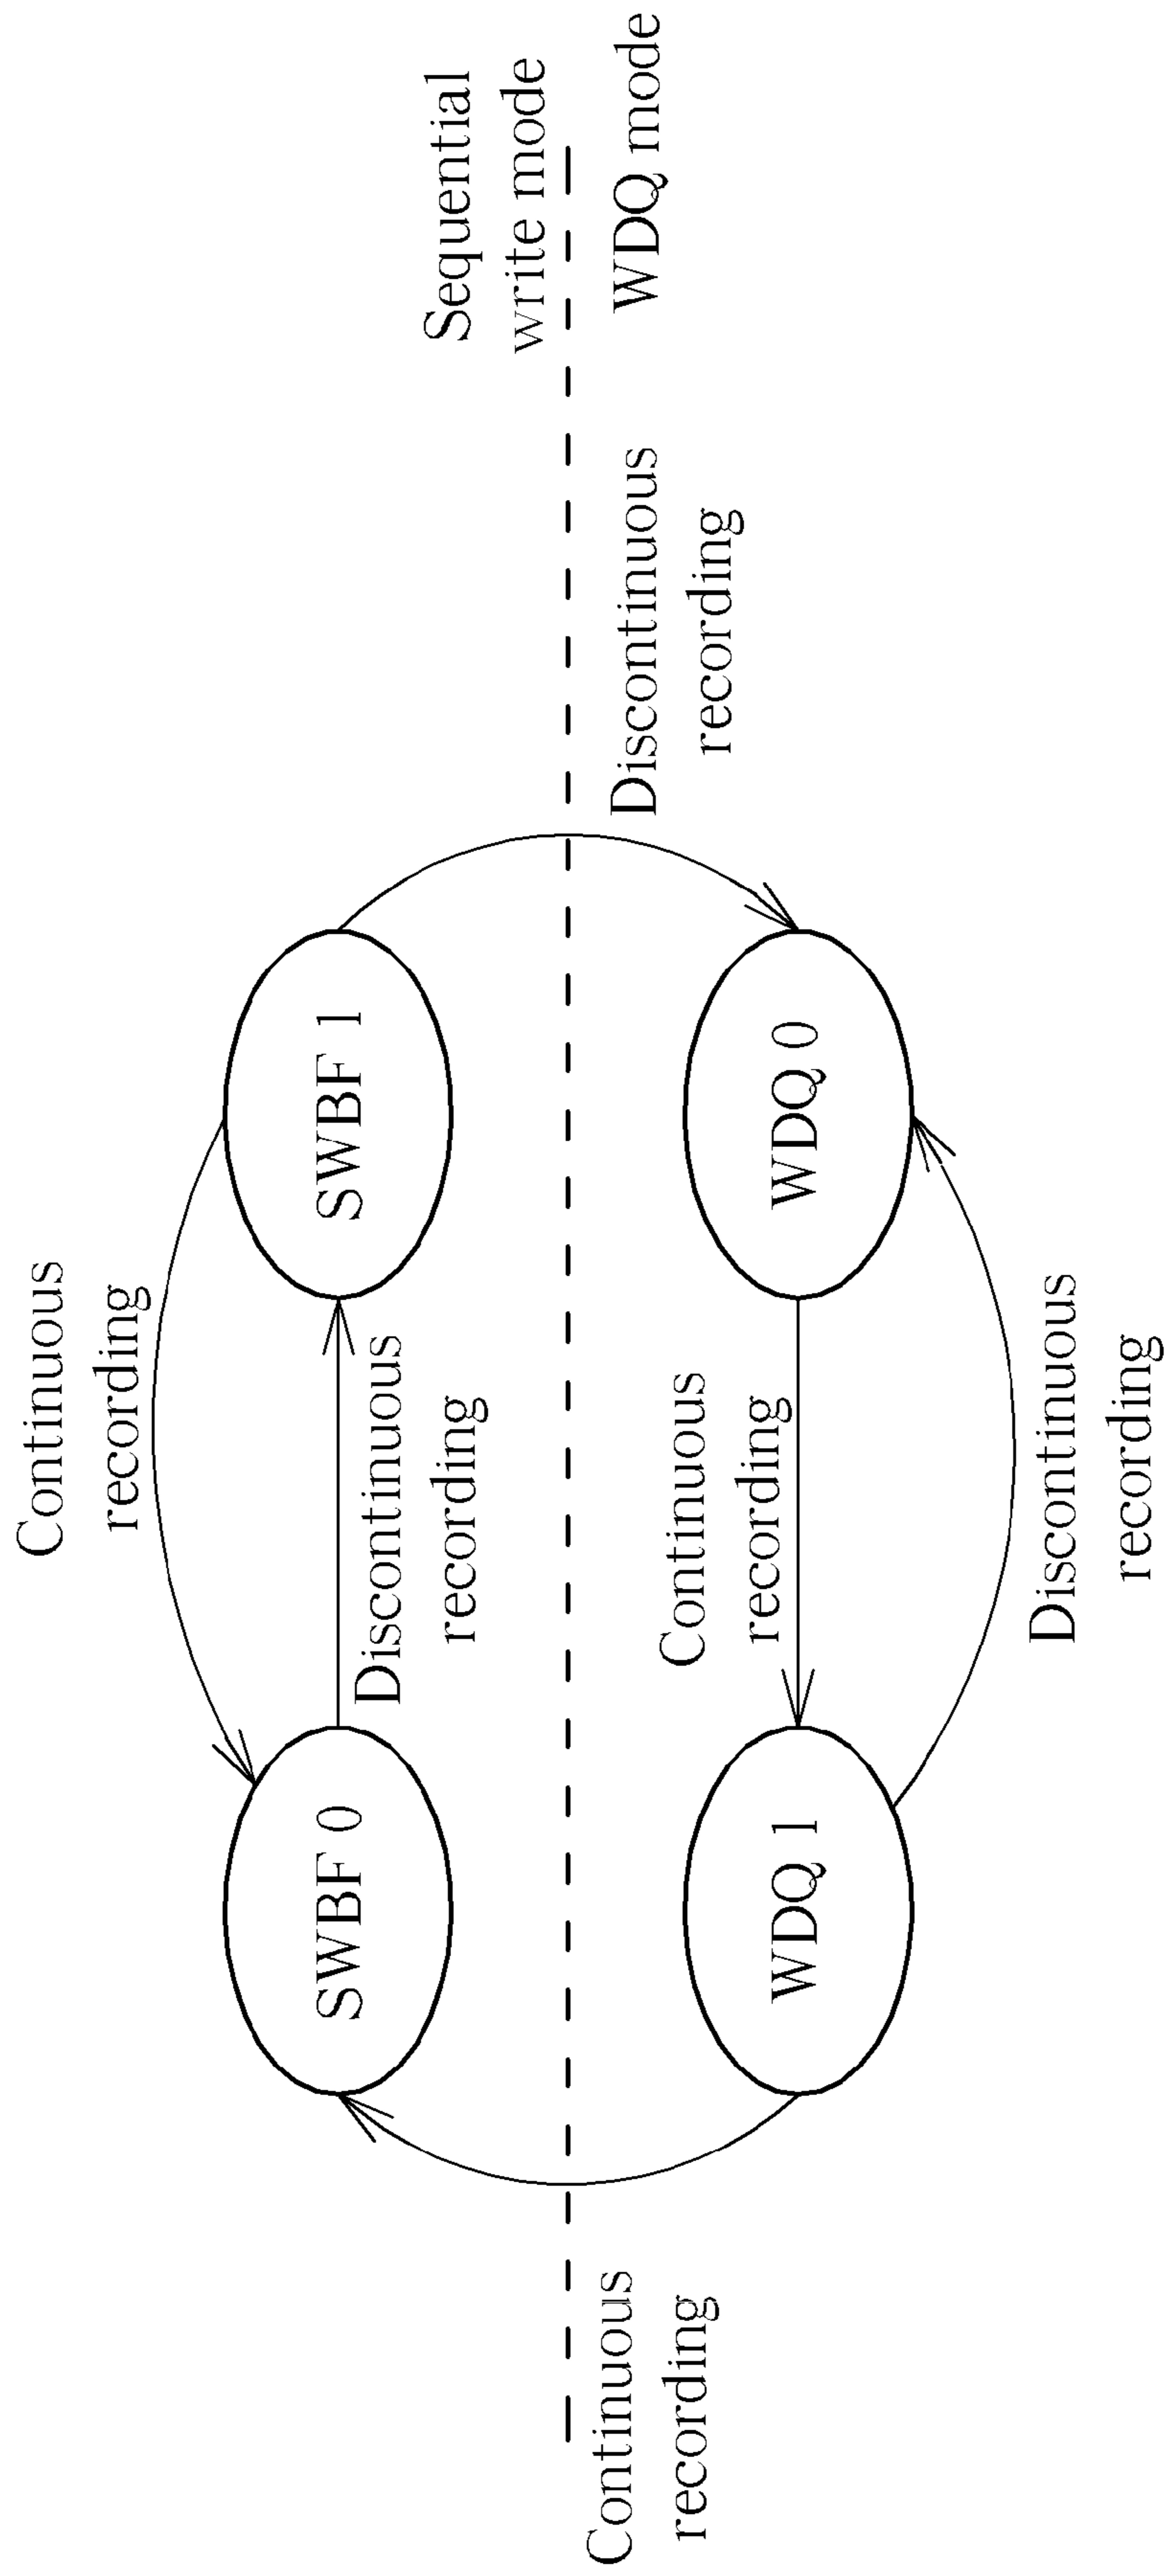 Continuous
recording
SWBF 0
SWBF 1
Discontinuous
recording
Sequential
write mode
WDQ mode
Discontinuous
recording
Continuous
recording
Continuous
recording
WDQ 1
WDQ 0
Discontinuous
recording